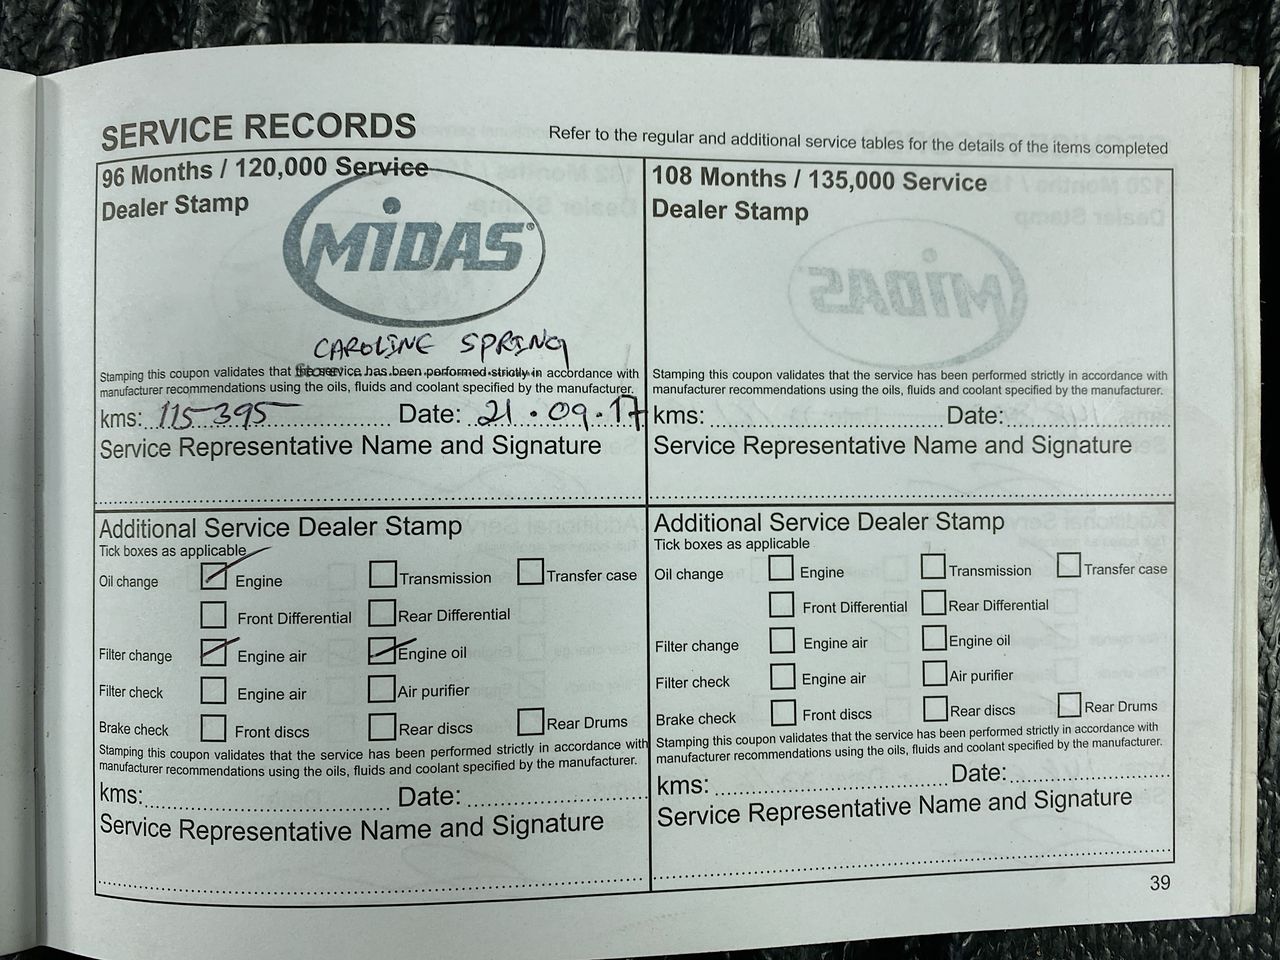 SERVICE RECORDS
Refer to the regular and additional service tables for the details of the items completed
96 Months / 120,000 Service
Dealer Stamp
MIDAS®
CAROLINE SPRING
Stamping this coupon validates that the service has been performed strictly in accordance with
manufacturer recommendations using the oils, fluids and coolant specified by the manufacturer.
kms: 115395 Date: 21.09.17
Service Representative Name and Signature
108 Months / 135,000 Service
Dealer Stamp
Stamping this coupon validates that the service has been performed strictly in accordance with
manufacturer recommendations using the oils, fluids and coolant specified by the manufacturer.
kms: Date:
Service Representative Name and Signature
Additional Service Dealer Stamp
Tick boxes as applicable
Oil change Engine Transmission Transfer case
Front Differential Rear Differential
Filter change Engine air Engine oil
Filter check Engine air Air purifier
Brake check Front discs Rear discs Rear Drums
Stamping this coupon validates that the service has been performed strictly in accordance with
manufacturer recommendations using the oils, fluids and coolant specified by the manufacturer.
kms: Date:
Service Representative Name and Signature
Additional Service Dealer Stamp
Tick boxes as applicable
Oil change Engine Transmission Transfer case
Front Differential Rear Differential
Filter change Engine air Engine oil
Filter check Engine air Air purifier
Brake check Front discs Rear discs Rear Drums
Stamping this coupon validates that the service has been performed strictly in accordance with
manufacturer recommendations using the oils, fluids and coolant specified by the manufacturer.
kms: Date:
Service Representative Name and Signature
39